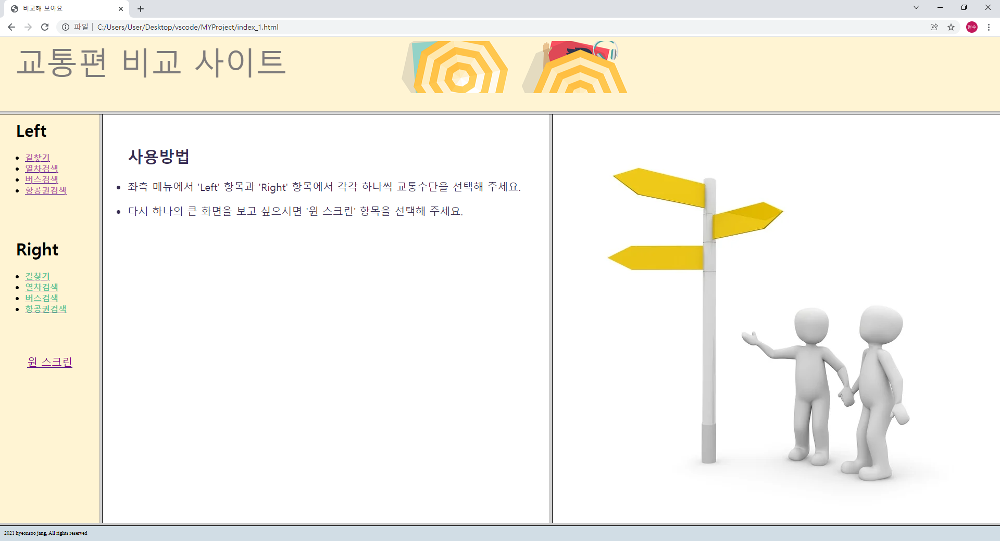 비교해 보아요
파일
C:/Users/User/Desktop/vscode/MYProject/index_1.html
현수
교통편 비교 사이트
Left
길찾기
열차검색
버스검색
항공권검색
Right
길찾기
열차검색
버스검색
항공권검색
원 스크린
사용방법
좌측 메뉴에서 'Left' 항목과 'Right' 항목에서 각각 하나씩 교통수단을 선택해 주세요.
다시 하나의 큰 화면을 보고 싶으시면 '원 스크린' 항목을 선택해 주세요.
2021 hyeonsoo jang, All rights reserved